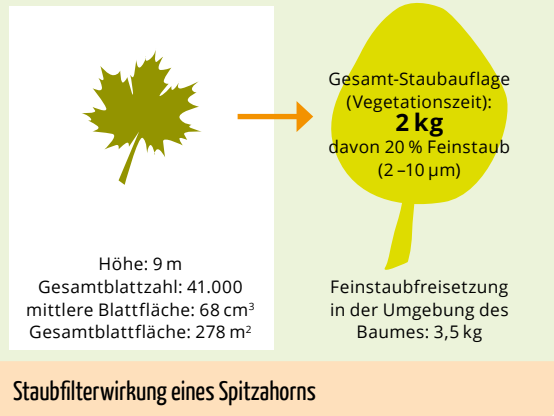 Höhe: 9 m
Gesamtblattzahl: 41.000
mittlere Blattfläche: 68 cm³
Gesamtblattfläche: 278 m²
Gesamt-Staubauflage
(Vegetationszeit):
2 kg
davon 20 % Feinstaub
(2 –10 µm)
Feinstaubfreisetzung
in der Umgebung des
Baumes: 3,5 kg
Staubfilterwirkung eines Spitzahorns